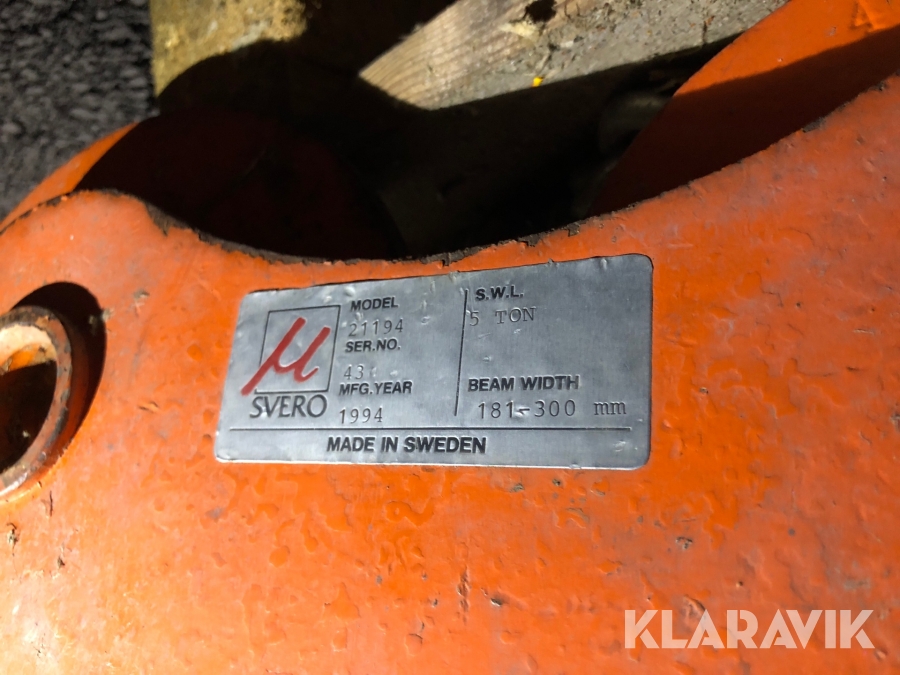 MODEL
21194
SER.NO.
MFG.YEAR
1994
S.W.L.
5 TON
BEAM WIDTH
181-300 mm
µ
SVERO
MADE IN SWEDEN
KLARAVIK